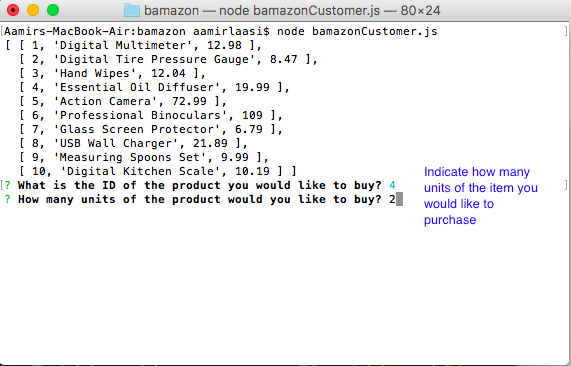 bamazon — node bamazonCustomer.js — 80×24
[Aamirs-MacBook-Air:bamazon aamirlaasi$ node bamazonCustomer.js ]
[ [ 1, 'Digital Multimeter', 12.98 ],
[ 2, 'Digital Tire Pressure Gauge', 8.47 ],
[ 3, 'Hand Wipes', 12.04 ],
[ 4, 'Essential Oil Diffuser', 19.99 ],
[ 5, 'Action Camera', 72.99 ],
[ 6, 'Professional Binoculars', 109 ],
[ 7, 'Glass Screen Protector', 6.79 ],
[ 8, 'USB Wall Charger', 21.89 ],
[ 9, 'Measuring Spoons Set', 9.99 ],
[ 10, 'Digital Kitchen Scale', 10.19 ] ]
[? What is the ID of the product you would like to buy? 4 ]
? How many units of the product you would like to buy? 2
Indicate how many
units of the item you
would like to
purchase